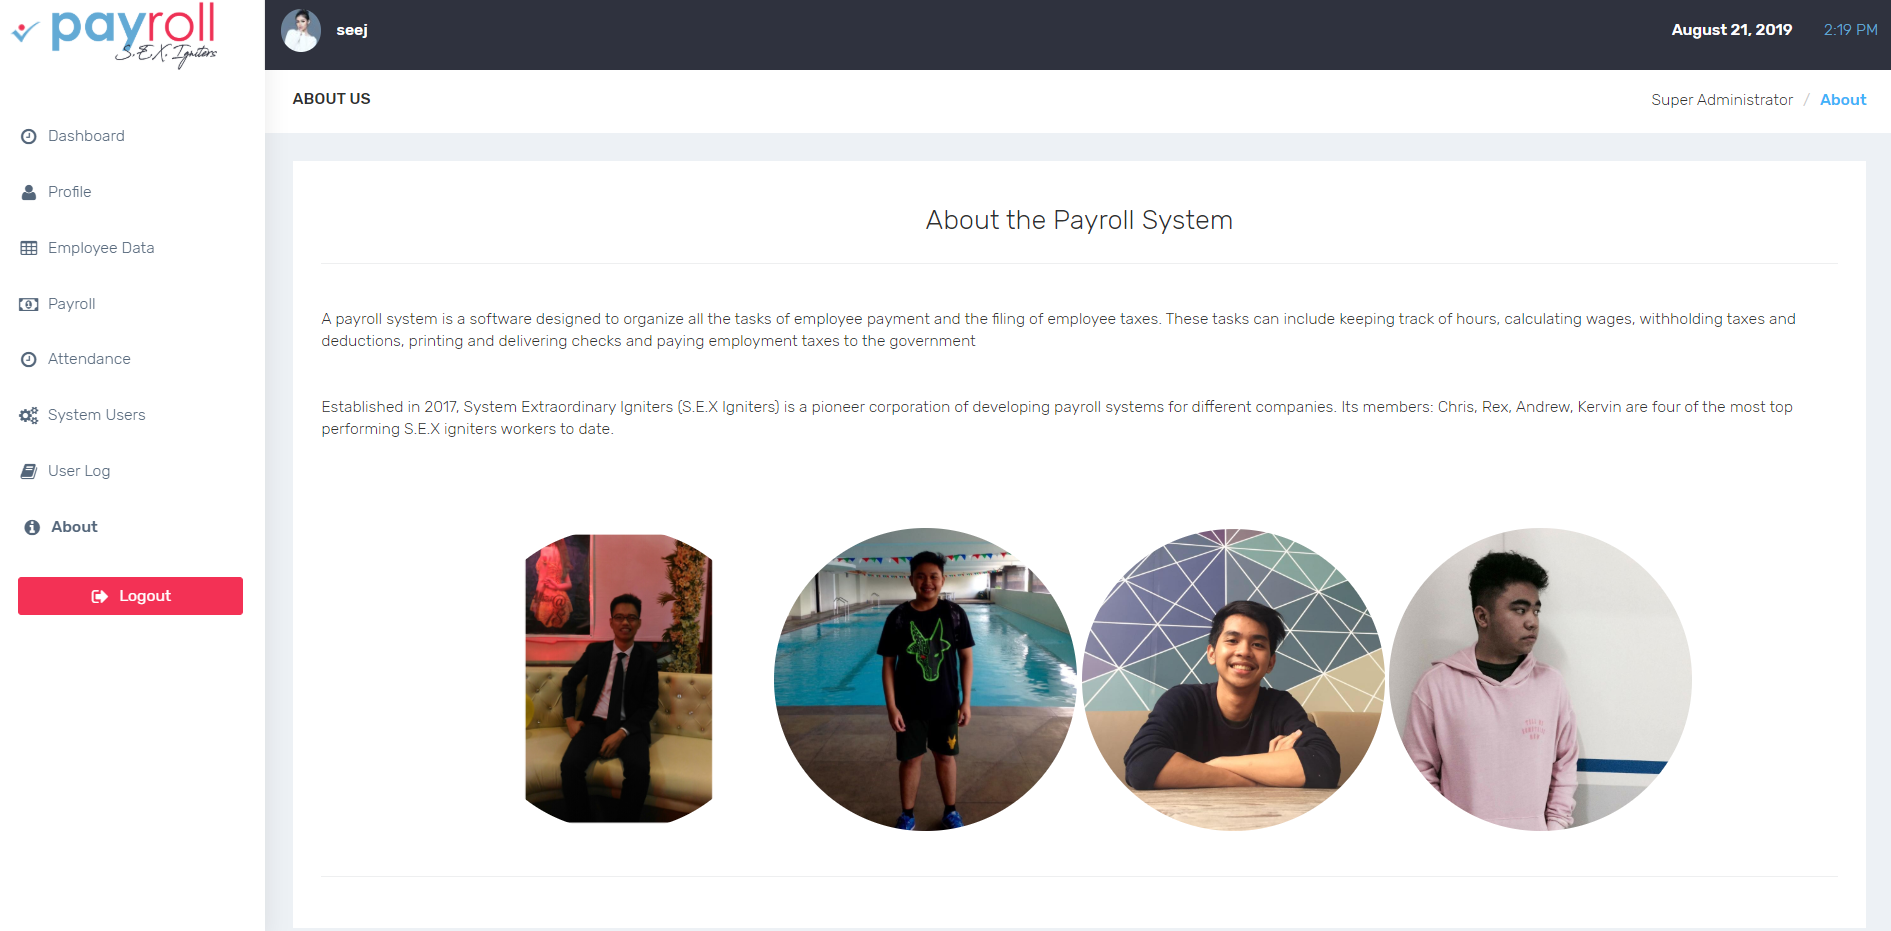 payroll
S.E.X. Igniters
seej
August 21, 2019
2:19 PM
ABOUT US
Super Administrator / About
Dashboard
Profile
Employee Data
Payroll
Attendance
System Users
User Log
About
Logout
About the Payroll System
A payroll system is a software designed to organize all the tasks of employee payment and the filing of employee taxes. These tasks can include keeping track of hours, calculating wages, withholding taxes and
deductions, printing and delivering checks and paying employment taxes to the government
Established in 2017, System Extraordinary Igniters (S.E.X Igniters) is a pioneer corporation of developing payroll systems for different companies. Its members: Chris, Rex, Andrew, Kervin are four of the most top
performing S.E.X igniters workers to date.